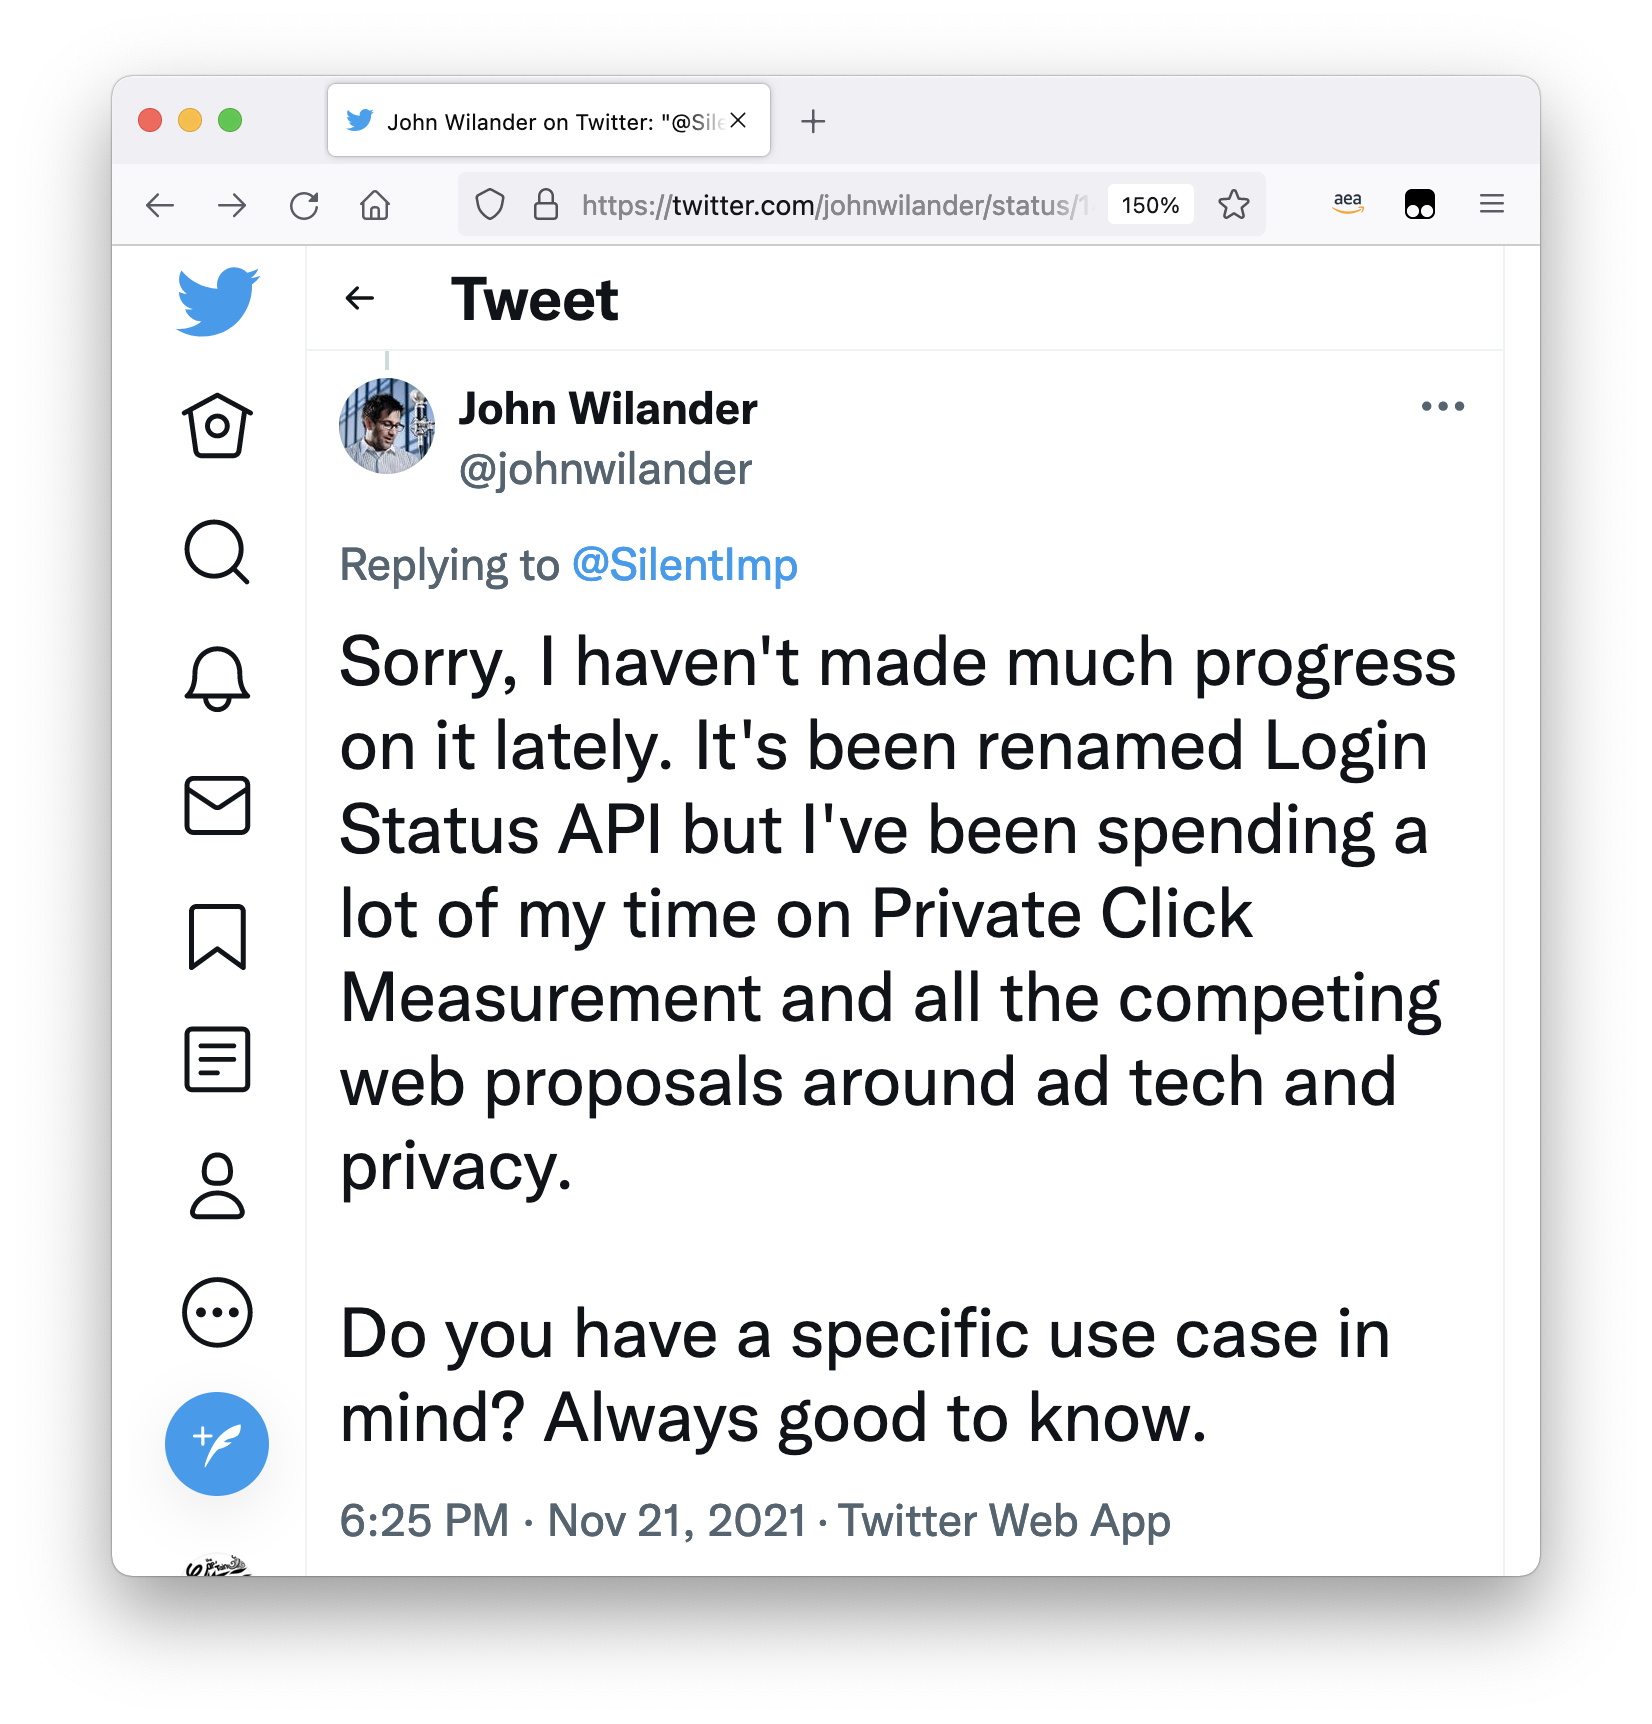 John Wilander on Twitter: "@Sile
https://twitter.com/johnwilander/status/1
150%
aea
Tweet
John Wilander
@johnwilander
Replying to @SilentImp
Sorry, I haven't made much progress
on it lately. It's been renamed Login
Status API but I've been spending a
lot of my time on Private Click
Measurement and all the competing
web proposals around ad tech and
privacy.
Do you have a specific use case in
mind? Always good to know.
6:25 PM · Nov 21, 2021 · Twitter Web App